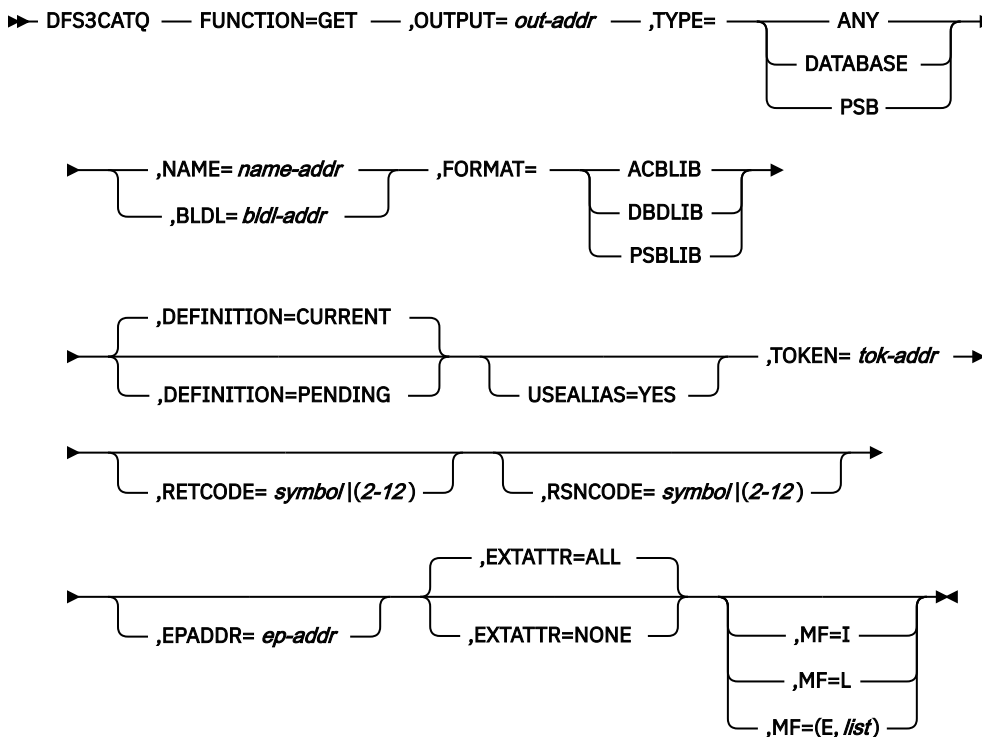 DFS3CATQ FUNCTION=GET ,OUTPUT= out-addr ,TYPE= ANY
DATABASE
PSB
,NAME= name-addr ,FORMAT= ACBLIB
,BLDL= bldl-addr DBDLIB
PSBLIB
,DEFINITION=CURRENT
,TOKEN= tok-addr
,DEFINITION=PENDING USEALIAS=YES
,RETCODE= symbol|(2-12) ,RSNCODE= symbol|(2-12)
,EXTATTR=ALL
,EPADDR= ep-addr ,EXTATTR=NONE ,MF=I
,MF=L
,MF=(E, list)